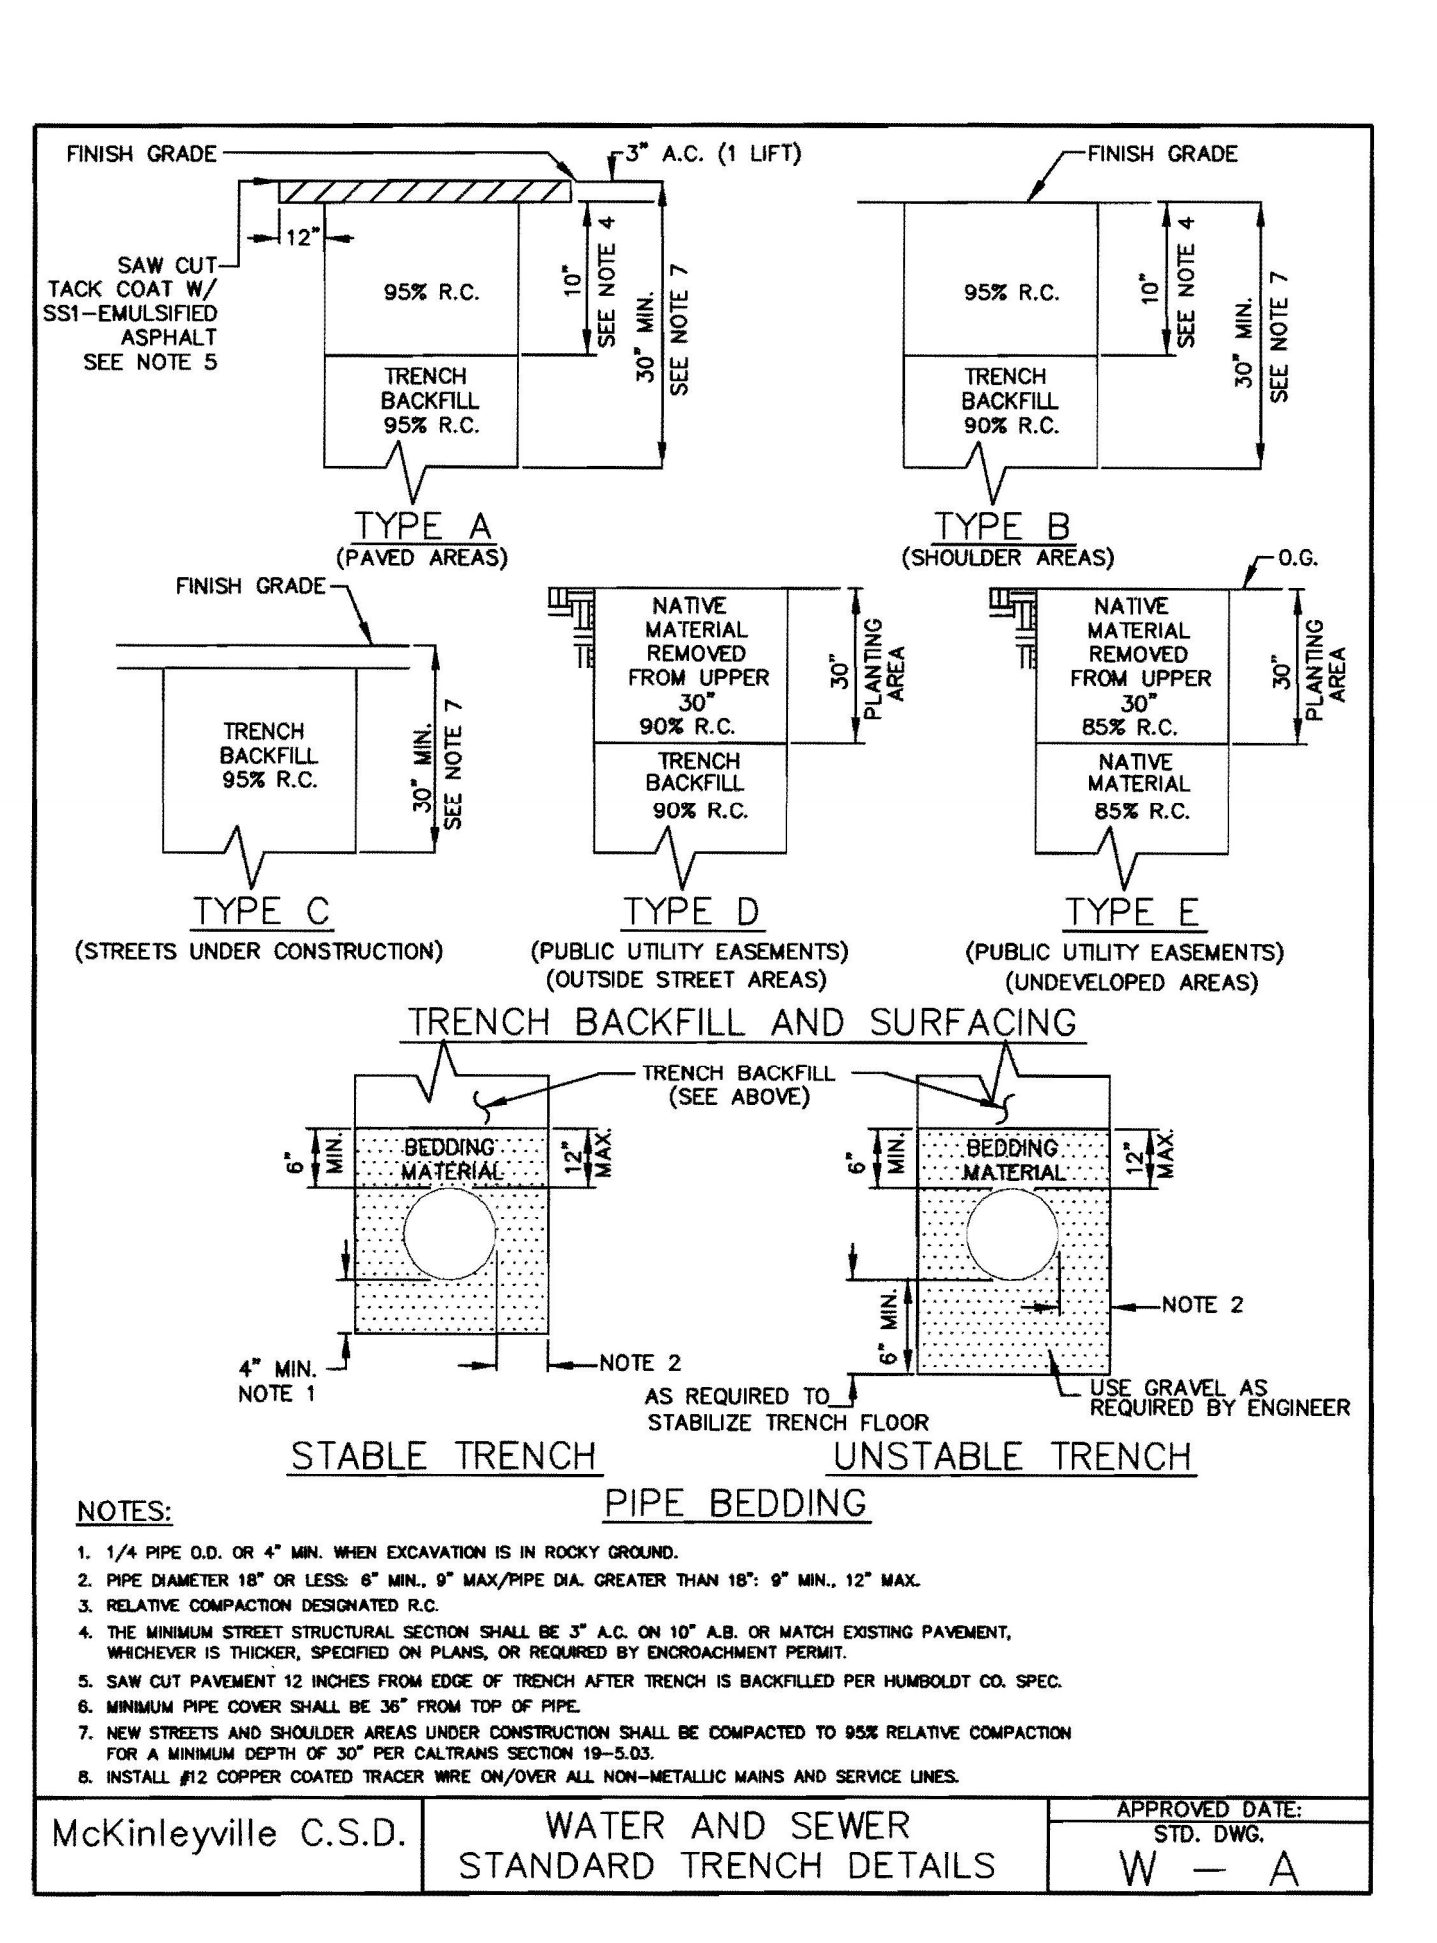 FINISH GRADE
3" A.C. (1 LIFT)
12"
SAW CUT
TACK COAT W/
SS1-EMULSIFIED
ASPHALT
SEE NOTE 5
95% R.C.
TRENCH
BACKFILL
95% R.C.
10"
SEE NOTE 4
30" MIN.
SEE NOTE 7
TYPE A
(PAVED AREAS)
FINISH GRADE
95% R.C.
TRENCH
BACKFILL
90% R.C.
10"
SEE NOTE 4
30" MIN.
SEE NOTE 7
TYPE B
(SHOULDER AREAS)
FINISH GRADE
TRENCH
BACKFILL
95% R.C.
30" MIN.
SEE NOTE 7
TYPE C
(STREETS UNDER CONSTRUCTION)
NATIVE
MATERIAL
REMOVED
FROM UPPER
30"
90% R.C.
TRENCH
BACKFILL
90% R.C.
30"
PLANTING
AREA
TYPE D
(PUBLIC UTILITY EASEMENTS)
(OUTSIDE STREET AREAS)
O.G.
NATIVE
MATERIAL
REMOVED
FROM UPPER
30"
85% R.C.
NATIVE
MATERIAL
85% R.C.
30"
PLANTING
AREA
TYPE E
(PUBLIC UTILITY EASEMENTS)
(UNDEVELOPED AREAS)
TRENCH BACKFILL AND SURFACING
TRENCH BACKFILL
(SEE ABOVE)
6"
MIN.
BEDDING
MATERIAL
12"
MAX.
4" MIN.
NOTE 1
NOTE 2
STABLE TRENCH
6"
MIN.
BEDDING
MATERIAL
12"
MAX.
6" MIN.
NOTE 2
AS REQUIRED TO
STABILIZE TRENCH FLOOR
USE GRAVEL AS
REQUIRED BY ENGINEER
UNSTABLE TRENCH
PIPE BEDDING
NOTES:
1. 1/4 PIPE O.D. OR 4" MIN. WHEN EXCAVATION IS IN ROCKY GROUND.
2. PIPE DIAMETER 18" OR LESS: 6" MIN., 9" MAX/PIPE DIA. GREATER THAN 18": 9" MIN., 12" MAX.
3. RELATIVE COMPACTION DESIGNATED R.C.
4. THE MINIMUM STREET STRUCTURAL SECTION SHALL BE 3" A.C. ON 10" A.B. OR MATCH EXISTING PAVEMENT,
WHICHEVER IS THICKER, SPECIFIED ON PLANS, OR REQUIRED BY ENCROACHMENT PERMIT.
5. SAW CUT PAVEMENT 12 INCHES FROM EDGE OF TRENCH AFTER TRENCH IS BACKFILLED PER HUMBOLDT CO. SPEC.
6. MINIMUM PIPE COVER SHALL BE 36" FROM TOP OF PIPE.
7. NEW STREETS AND SHOULDER AREAS UNDER CONSTRUCTION SHALL BE COMPACTED TO 95% RELATIVE COMPACTION
FOR A MINIMUM DEPTH OF 30" PER CALTRANS SECTION 19-5.03.
8. INSTALL #12 COPPER COATED TRACER WIRE ON/OVER ALL NON-METALLIC MAINS AND SERVICE LINES.
McKinleyville C.S.D.
WATER AND SEWER
STANDARD TRENCH DETAILS
APPROVED DATE:
STD. DWG.
W - A